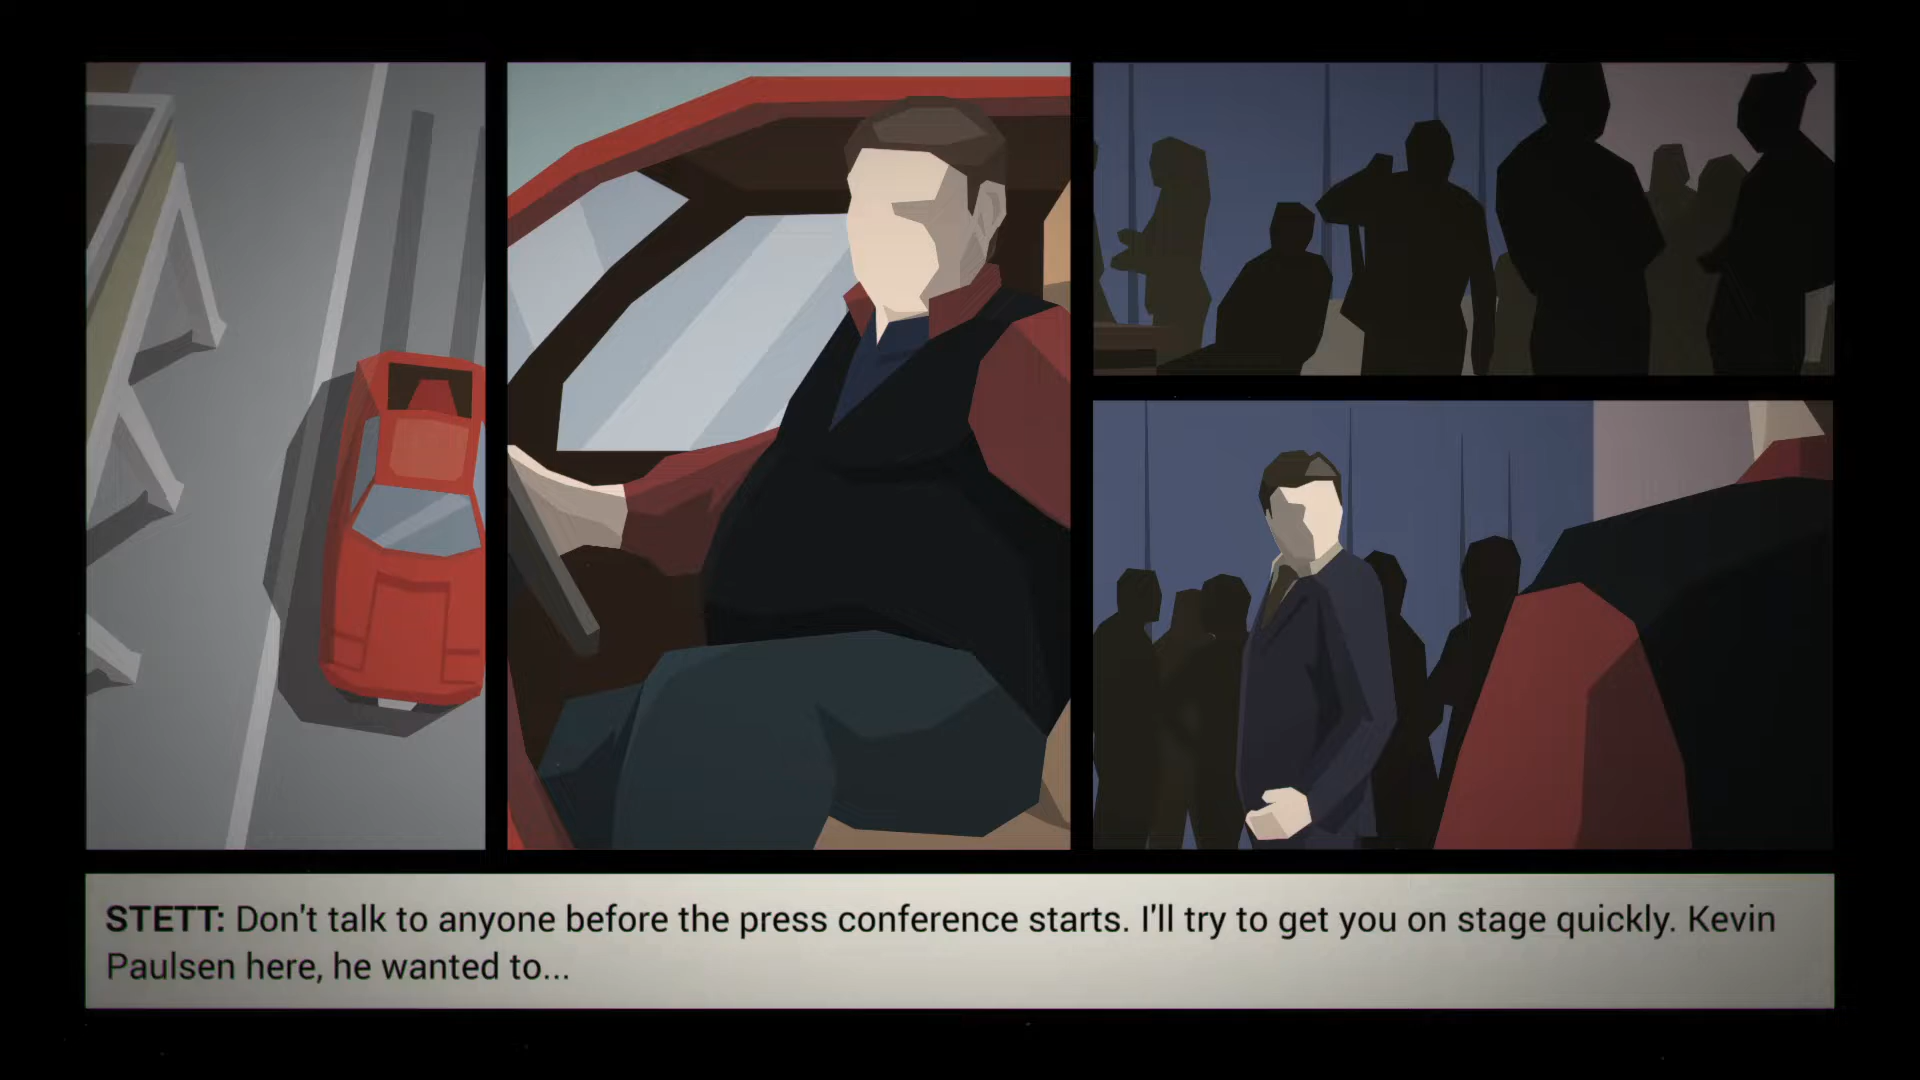 STETT: Don't talk to anyone before the press conference starts. I'll try to get you on stage quickly. Kevin
Paulsen here, he wanted to...